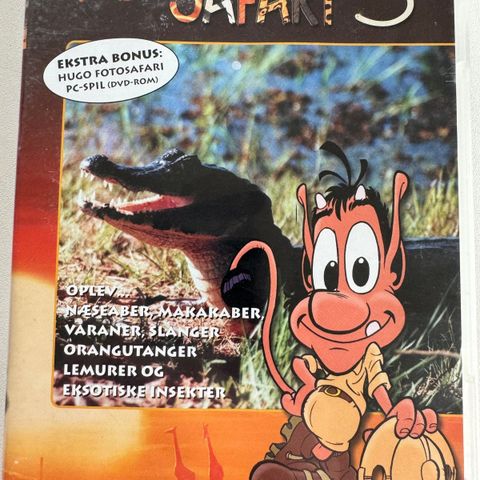 SAFARI 3
EKSTRA BONUS:
HUGO FOTOSAFARI
PC-SPIL (DVD-ROM)
OPLEV...
NÆSEABER, MAKAKABER,
VARANER, SLANGER
ORANGUTANGER
LEMURER OG
EKSOTISKE INSEKTER